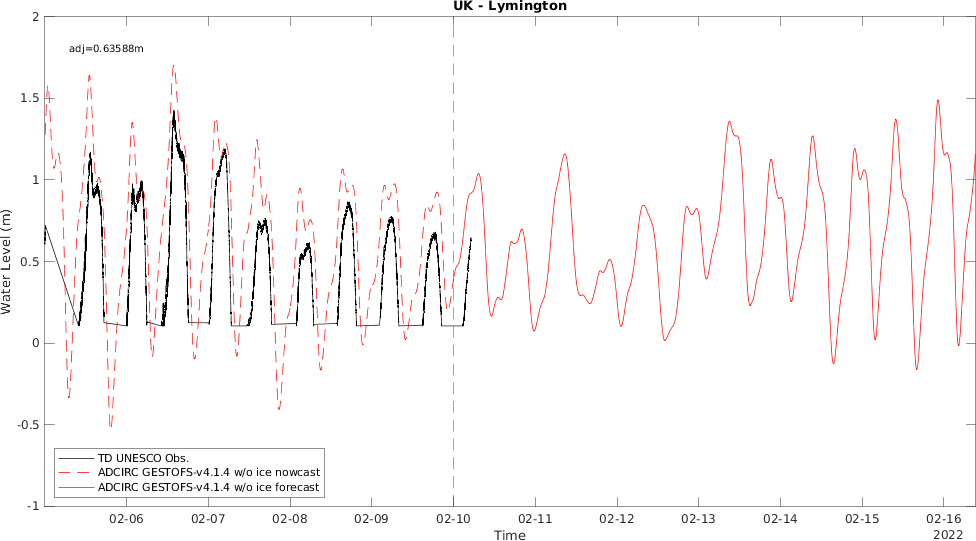 UK - Lymington
adj=0.63588m
Water Level (m)
2
1.5
1
0.5
0
-0.5
-1
TD UNESCO Obs.
ADCIRC GESTOFS-v4.1.4 w/o ice nowcast
ADCIRC GESTOFS-v4.1.4 w/o ice forecast
02-06 02-07 02-08 02-09 02-10 02-11 02-12 02-13 02-14 02-15 02-16
Time
2022